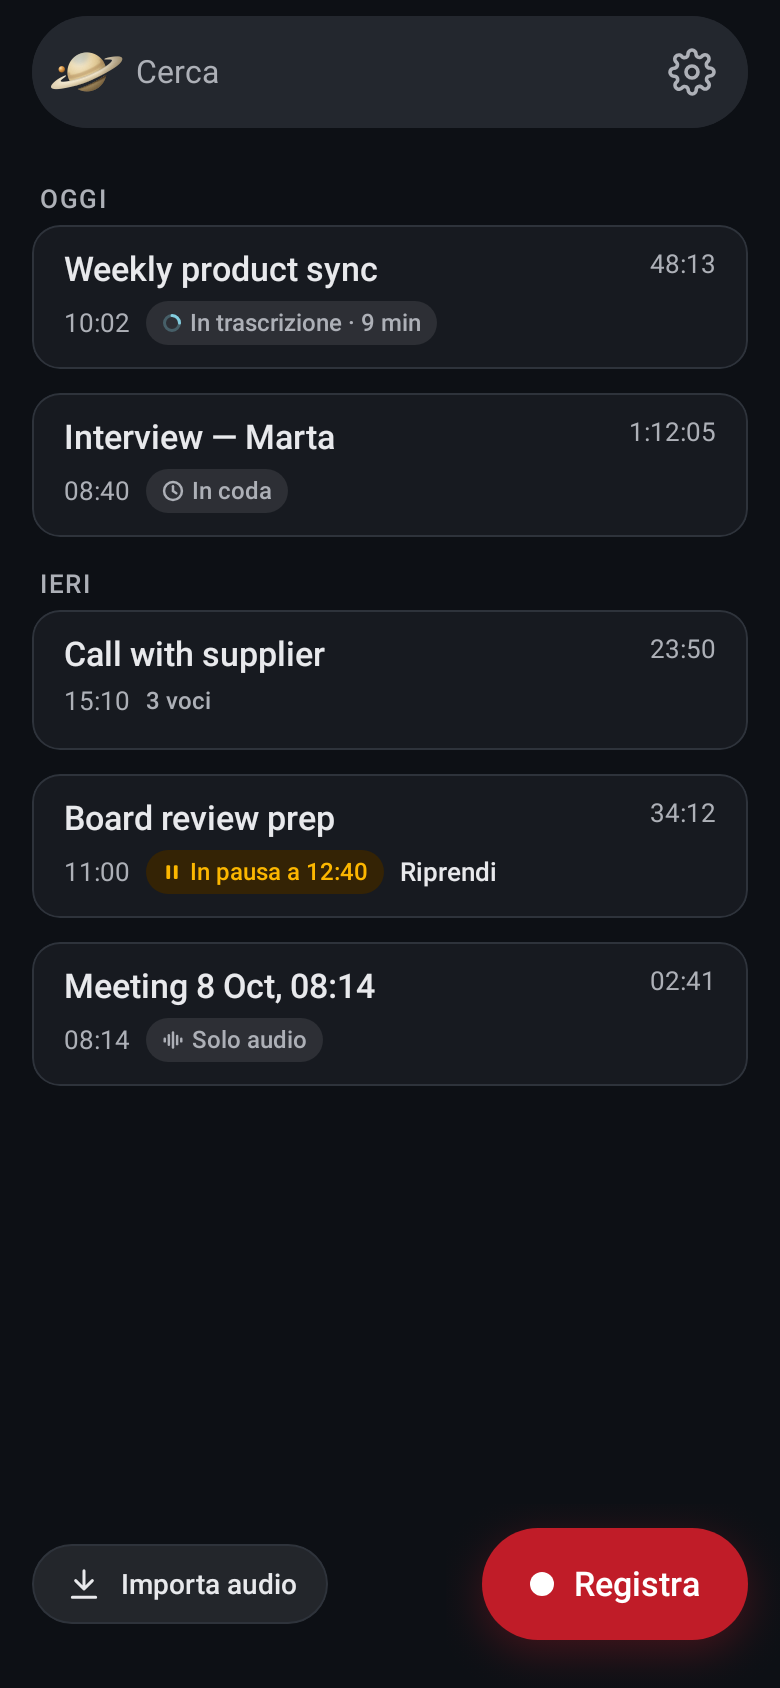 Cerca
OGGI
Weekly product sync 48:13
10:02 In trascrizione · 9 min
Interview — Marta 1:12:05
08:40 In coda
IERI
Call with supplier 23:50
15:10 3 voci
Board review prep 34:12
11:00 In pausa a 12:40 Riprendi
Meeting 8 Oct, 08:14 02:41
08:14 Solo audio
Importa audio Registra